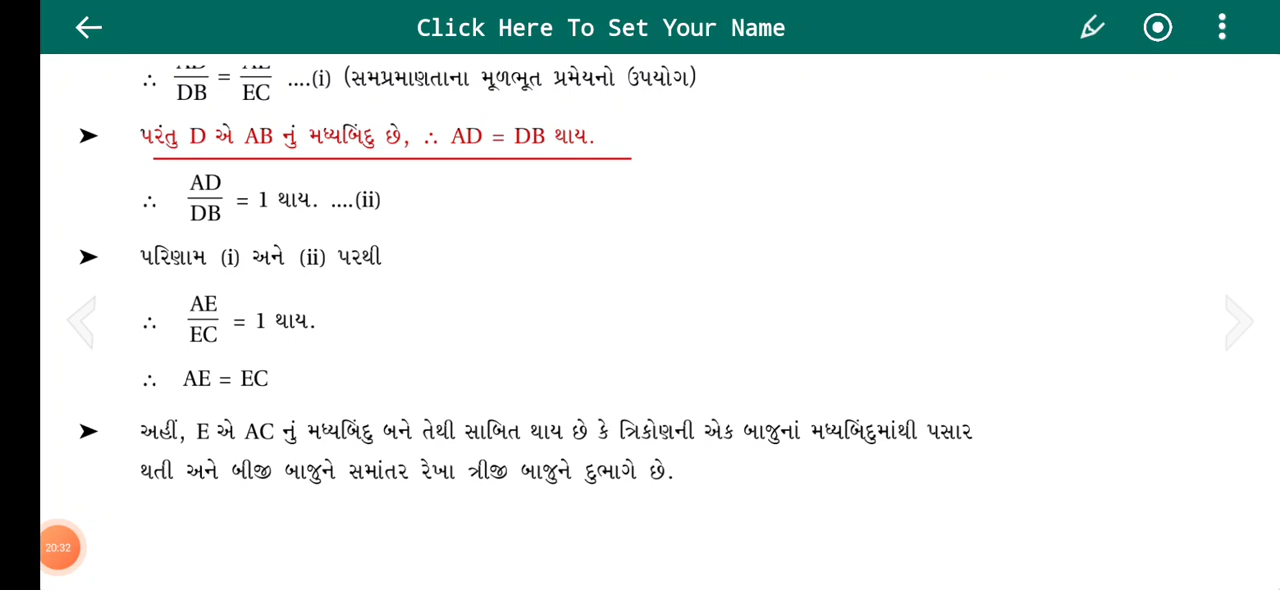 Click Here To Set Your Name
∴ AD/DB = AE/EC ....(i) (સમપ્રમાણતાના મૂળભૂત પ્રમેયનો ઉપયોગ)
➤ પરંતુ D એ AB નું મધ્યબિંદુ છે, ∴ AD = DB થાય.
∴ AD/DB = 1 થાય. ....(ii)
➤ પરિણામ (i) અને (ii) પરથી
∴ AE/EC = 1 થાય.
∴ AE = EC
➤ અહીં, E એ AC નું મધ્યબિંદુ બને તેથી સાબિત થાય છે કે ત્રિકોણની એક બાજુનાં મધ્યબિંદુમાંથી પસાર
થતી અને બીજી બાજુને સમાંતર રેખા ત્રીજી બાજુને દુભાગે છે.
20:32